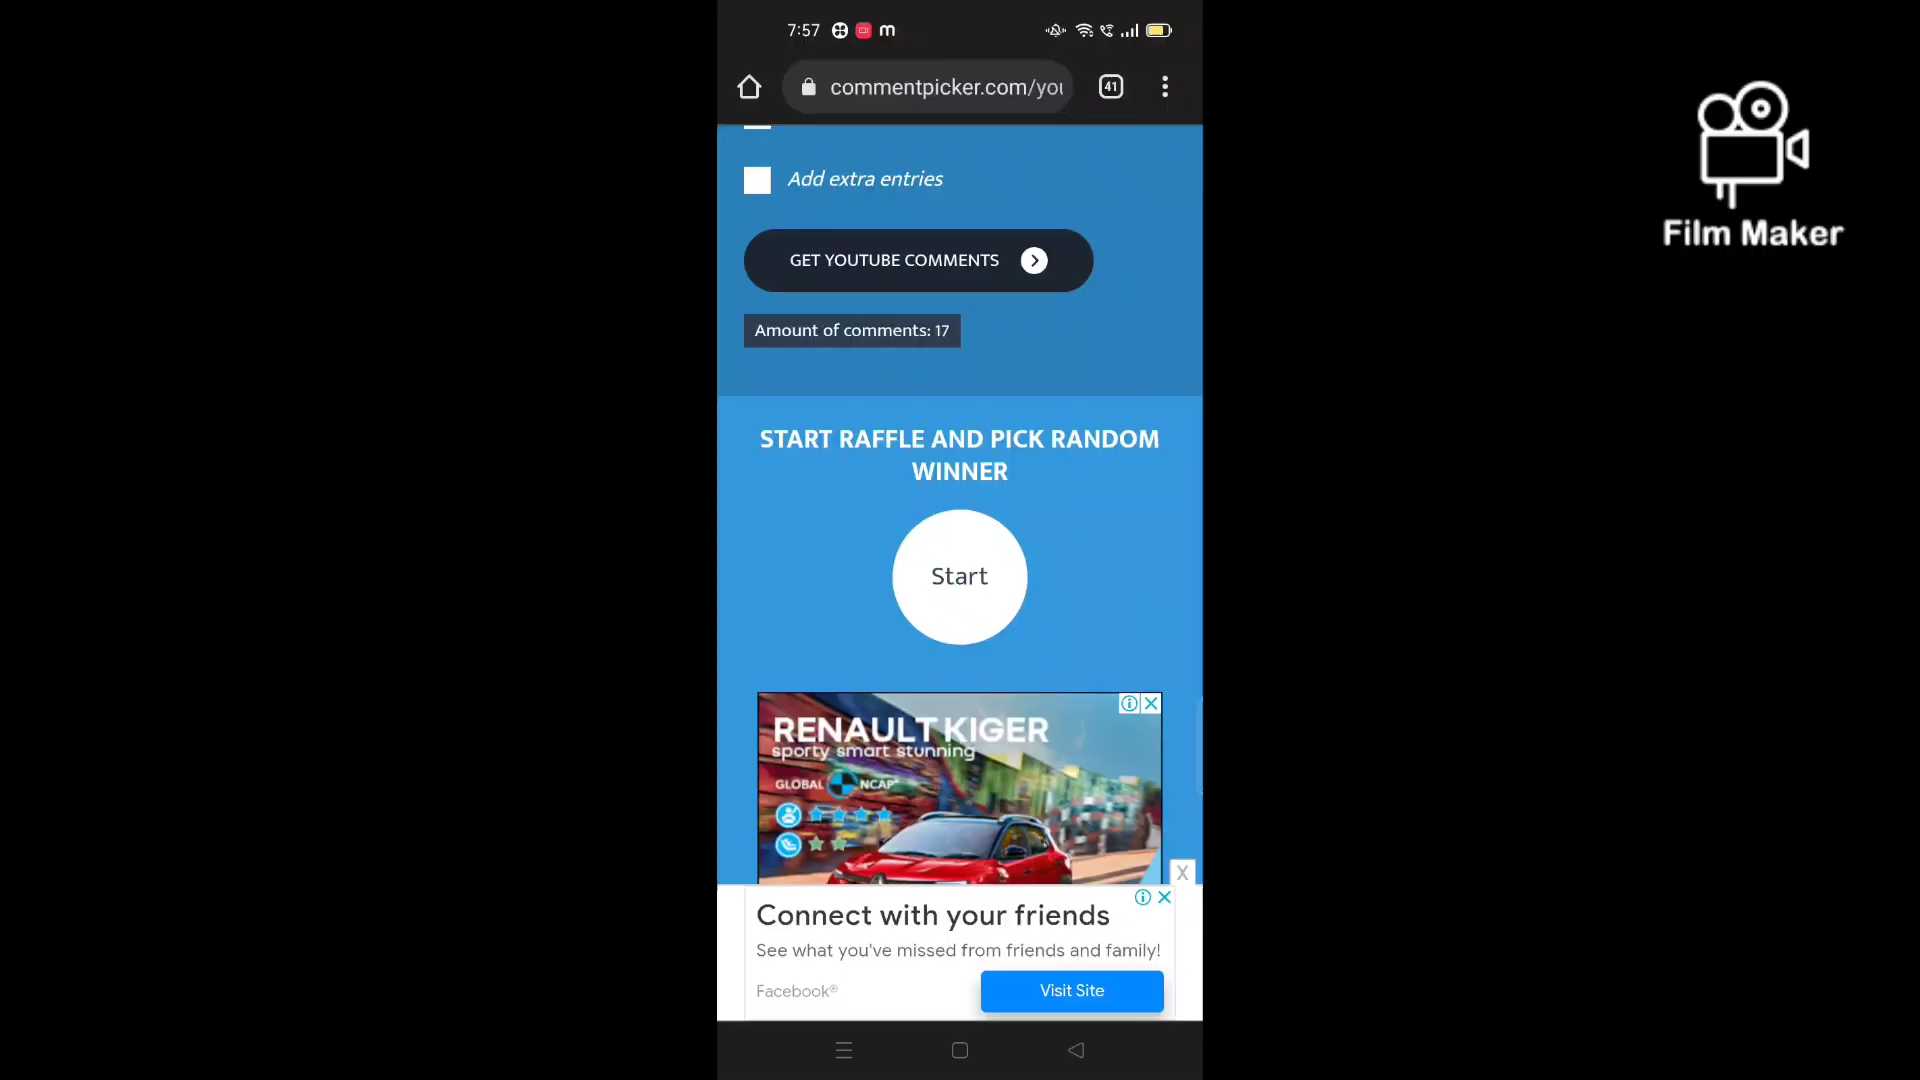 7:57
commentpicker.com/you
41
Add extra entries
GET YOUTUBE COMMENTS
Amount of comments: 17
START RAFFLE AND PICK RANDOM
WINNER
Start
RENAULT KIGER
sporty smart stunning
GLOBAL NCAP
X
Connect with your friends
See what you've missed from friends and family!
Facebook®
Visit Site
Film Maker